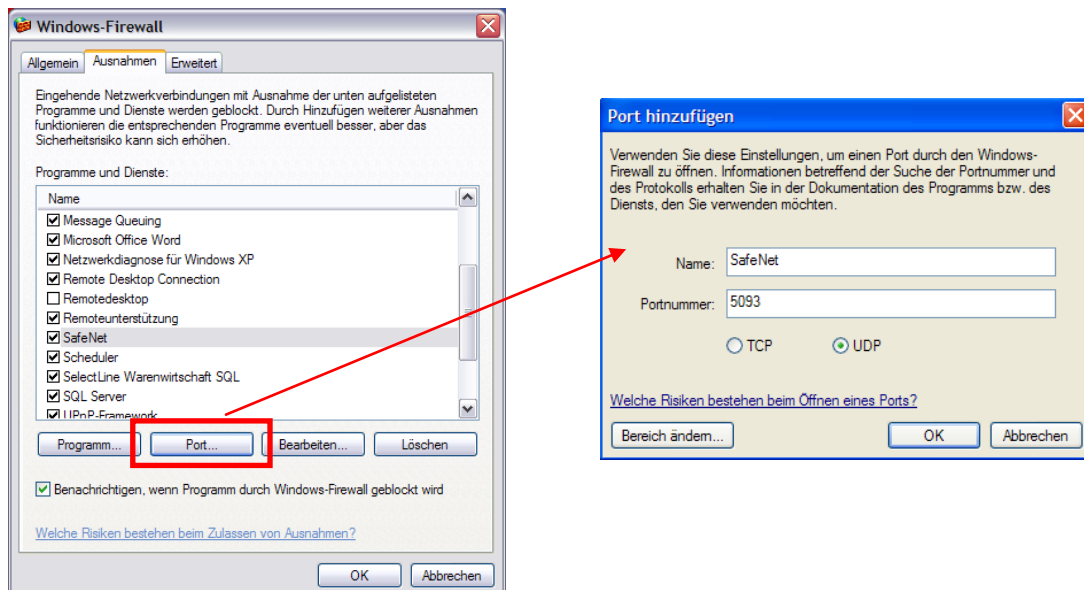 Windows-Firewall
Allgemein Ausnahmen Erweitert
Eingehende Netzwerkverbindungen mit Ausnahme der unten aufgelisteten
Programme und Dienste werden geblockt. Durch Hinzufügen weiterer Ausnahmen
funktionieren die entsprechenden Programme eventuell besser, aber das
Sicherheitsrisiko kann sich erhöhen.
Programme und Dienste:
Name
Message Queuing
Microsoft Office Word
Netzwerkdiagnose für Windows XP
Remote Desktop Connection
Remotedesktop
Remoteunterstützung
SafeNet
Scheduler
SelectLine Warenwirtschaft SQL
SQL Server
UPnP-Framework
Programm... Port... Bearbeiten... Löschen
Benachrichtigen, wenn Programm durch Windows-Firewall geblockt wird
Welche Risiken bestehen beim Zulassen von Ausnahmen?
OK Abbrechen
Port hinzufügen
Verwenden Sie diese Einstellungen, um einen Port durch den Windows-
Firewall zu öffnen. Informationen betreffend der Suche der Portnummer und
des Protokolls erhalten Sie in der Dokumentation des Programms bzw. des
Diensts, den Sie verwenden möchten.
Name: SafeNet
Portnummer: 5093
TCP UDP
Welche Risiken bestehen beim Öffnen eines Ports?
Bereich ändern... OK Abbrechen